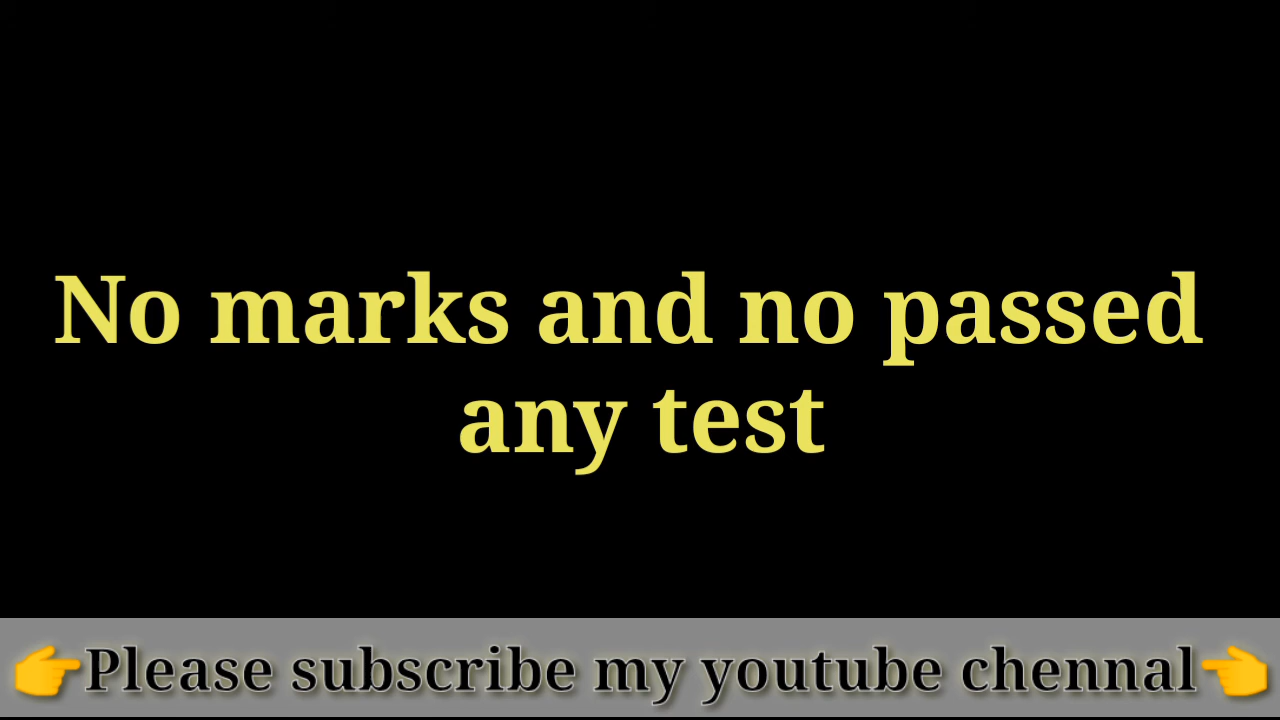 No marks and no passed
any test
👉Please subscribe my youtube chennal👈